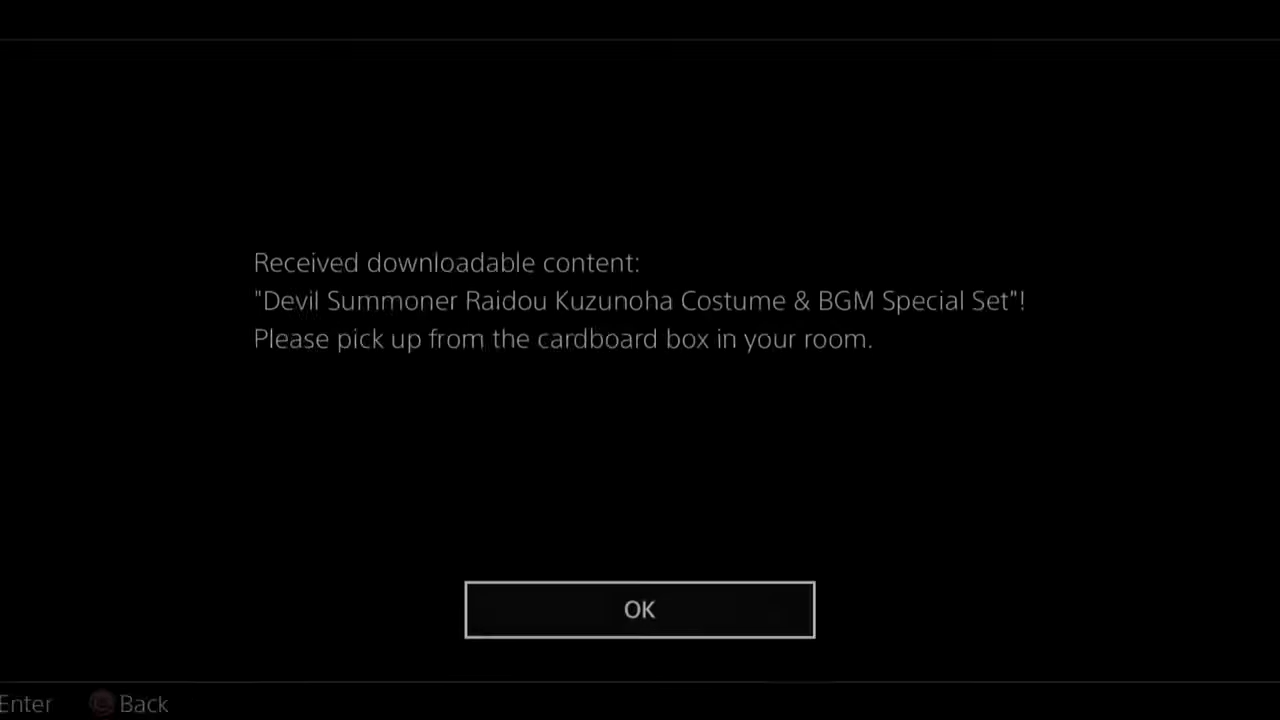 Received downloadable content:
"Devil Summoner Raidou Kuzunoha Costume & BGM Special Set"!
Please pick up from the cardboard box in your room.
OK
Enter Back